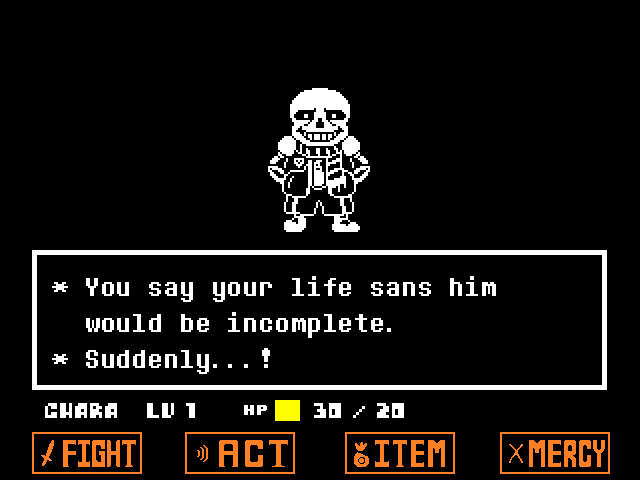 * You say your life sans him
would be incomplete.
* Suddenly...!
CHARA LV 1 HP 30 / 20
FIGHT ACT ITEM MERCY